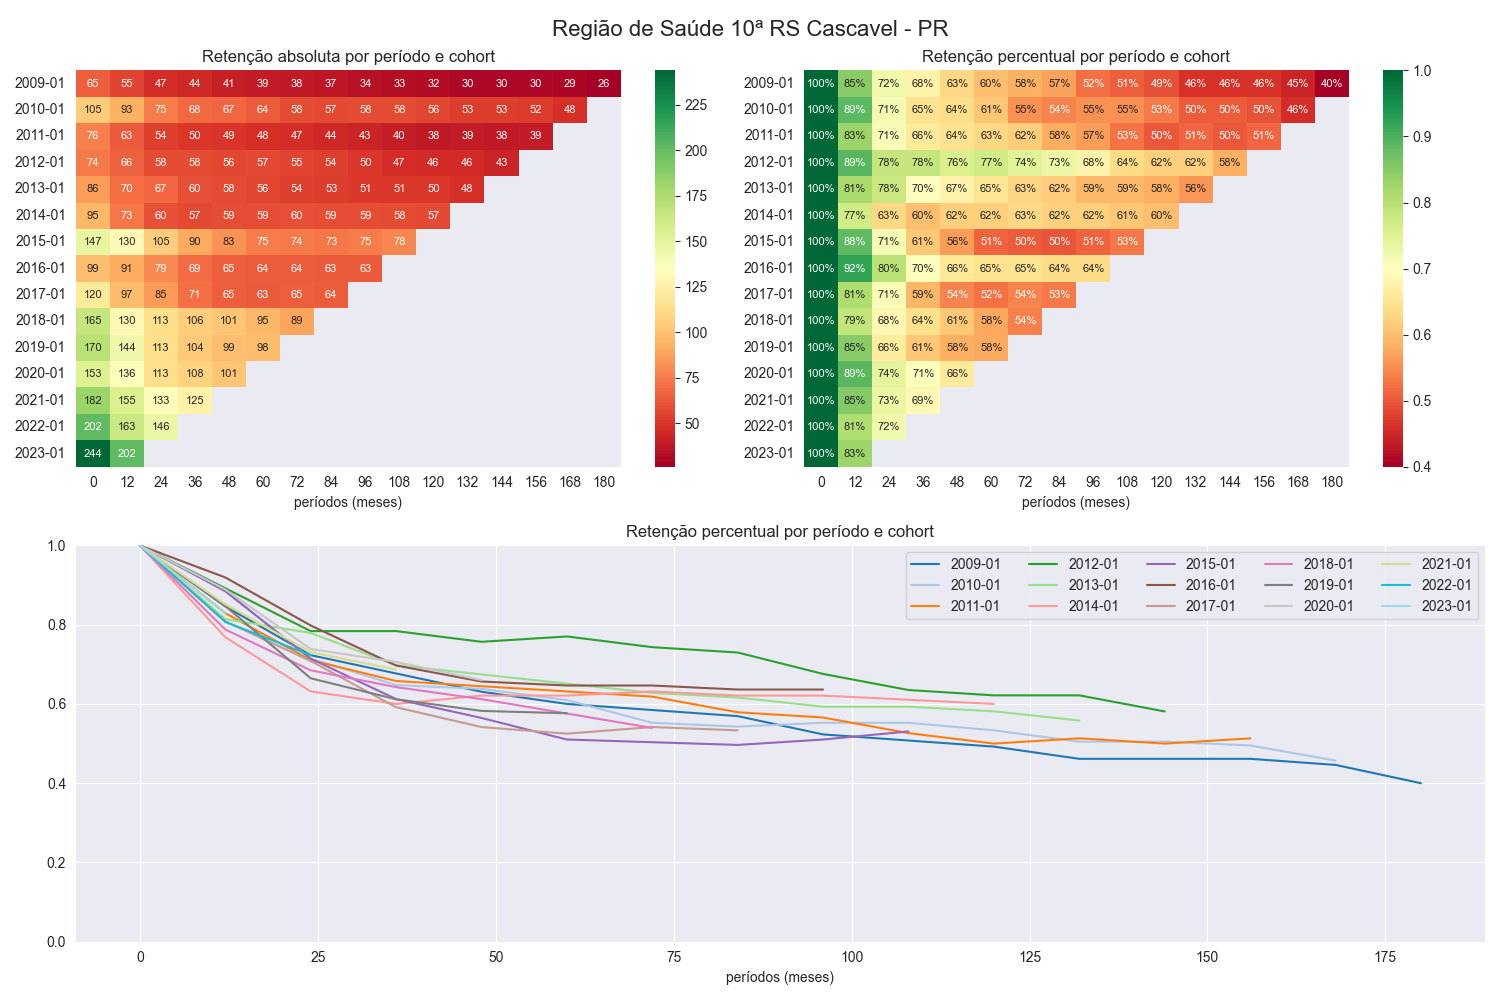 Região de Saúde 10ª RS Cascavel - PR
Retenção absoluta por período e cohort
2009-01 65 55 47 44 41 39 38 37 34 33 32 30 30 30 29 26
2010-01 105 93 75 68 67 64 58 57 58 58 56 53 53 52 48
2011-01 76 63 54 50 49 48 47 44 43 40 38 39 38 39
2012-01 74 66 58 58 56 57 55 54 50 47 46 46 43
2013-01 86 70 67 60 58 56 54 53 51 51 50 48
2014-01 95 73 60 57 59 59 60 59 59 58 57
2015-01 147 130 105 90 83 75 74 73 75 78
2016-01 99 91 79 69 65 64 64 63 63
2017-01 120 97 85 71 65 63 65 64
2018-01 165 130 113 106 101 95 89
2019-01 170 144 113 104 99 98
2020-01 153 136 113 108 101
2021-01 182 155 133 125
2022-01 202 163 146
2023-01 244 202
0 12 24 36 48 60 72 84 96 108 120 132 144 156 168 180
períodos (meses)
225
200
175
150
125
100
75
50
Retenção percentual por período e cohort
2009-01 100% 85% 72% 68% 63% 60% 58% 57% 52% 51% 49% 46% 46% 46% 45% 40%
2010-01 100% 89% 71% 65% 64% 61% 55% 54% 55% 55% 53% 50% 50% 50% 46%
2011-01 100% 83% 71% 66% 64% 63% 62% 58% 57% 53% 50% 51% 50% 51%
2012-01 100% 89% 78% 78% 76% 77% 74% 73% 68% 64% 62% 62% 58%
2013-01 100% 81% 78% 70% 67% 65% 63% 62% 59% 59% 58% 56%
2014-01 100% 77% 63% 60% 62% 62% 63% 62% 62% 61% 60%
2015-01 100% 88% 71% 61% 56% 51% 50% 50% 51% 53%
2016-01 100% 92% 80% 70% 66% 65% 65% 64% 64%
2017-01 100% 81% 71% 59% 54% 52% 54% 53%
2018-01 100% 79% 68% 64% 61% 58% 54%
2019-01 100% 85% 66% 61% 58% 58%
2020-01 100% 89% 74% 71% 66%
2021-01 100% 85% 73% 69%
2022-01 100% 81% 72%
2023-01 100% 83%
0 12 24 36 48 60 72 84 96 108 120 132 144 156 168 180
períodos (meses)
1.0
0.9
0.8
0.7
0.6
0.5
0.4
Retenção percentual por período e cohort
1.0
0.8
0.6
0.4
0.2
0.0
2009-01 2012-01 2015-01 2018-01 2021-01
2010-01 2013-01 2016-01 2019-01 2022-01
2011-01 2014-01 2017-01 2020-01 2023-01
0 25 50 75 100 125 150 175
períodos (meses)